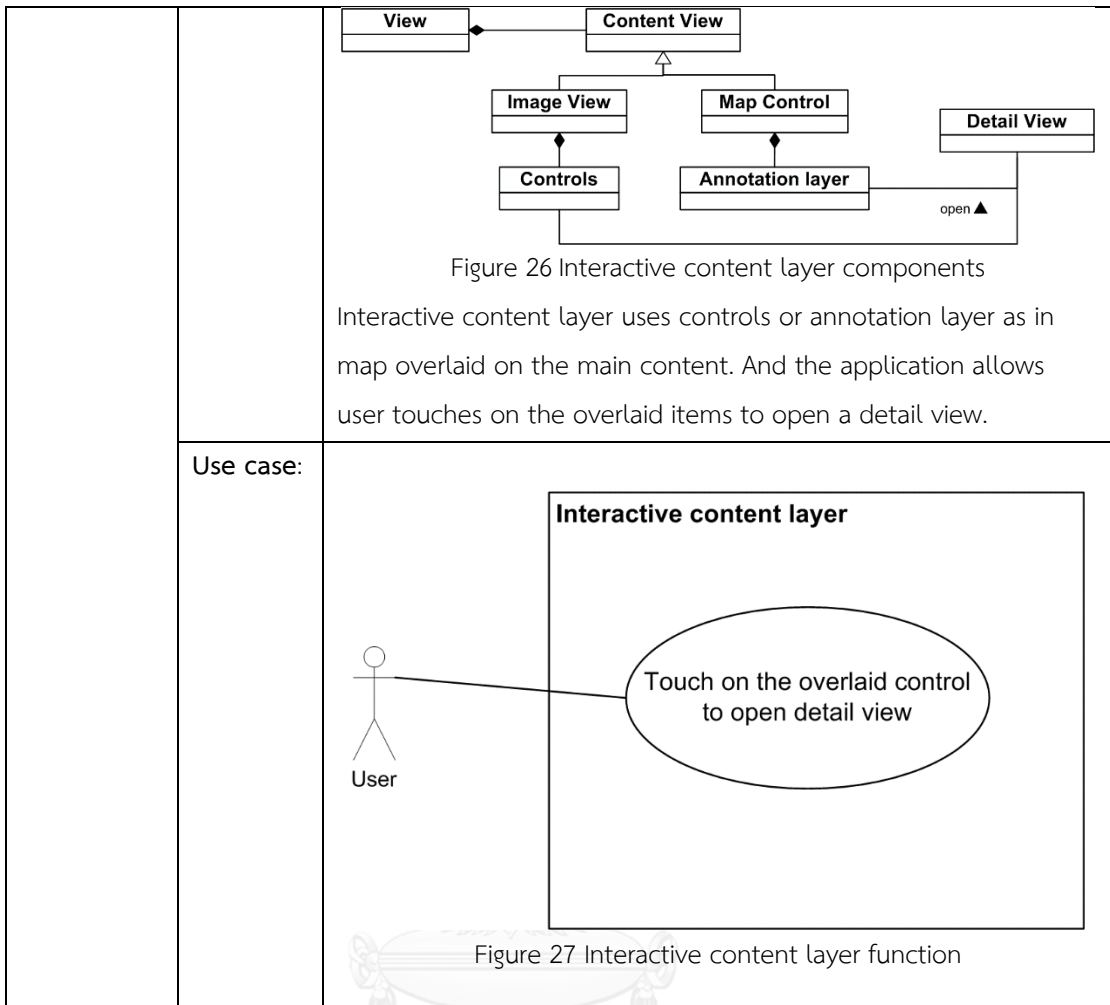 View
Content View
Image View
Map Control
Detail View
Controls
Annotation layer
open ▲
Figure 26 Interactive content layer components
Interactive content layer uses controls or annotation layer as in
map overlaid on the main content. And the application allows
user touches on the overlaid items to open a detail view.
Use case:
Interactive content layer
Touch on the overlaid control
to open detail view
User
Figure 27 Interactive content layer function